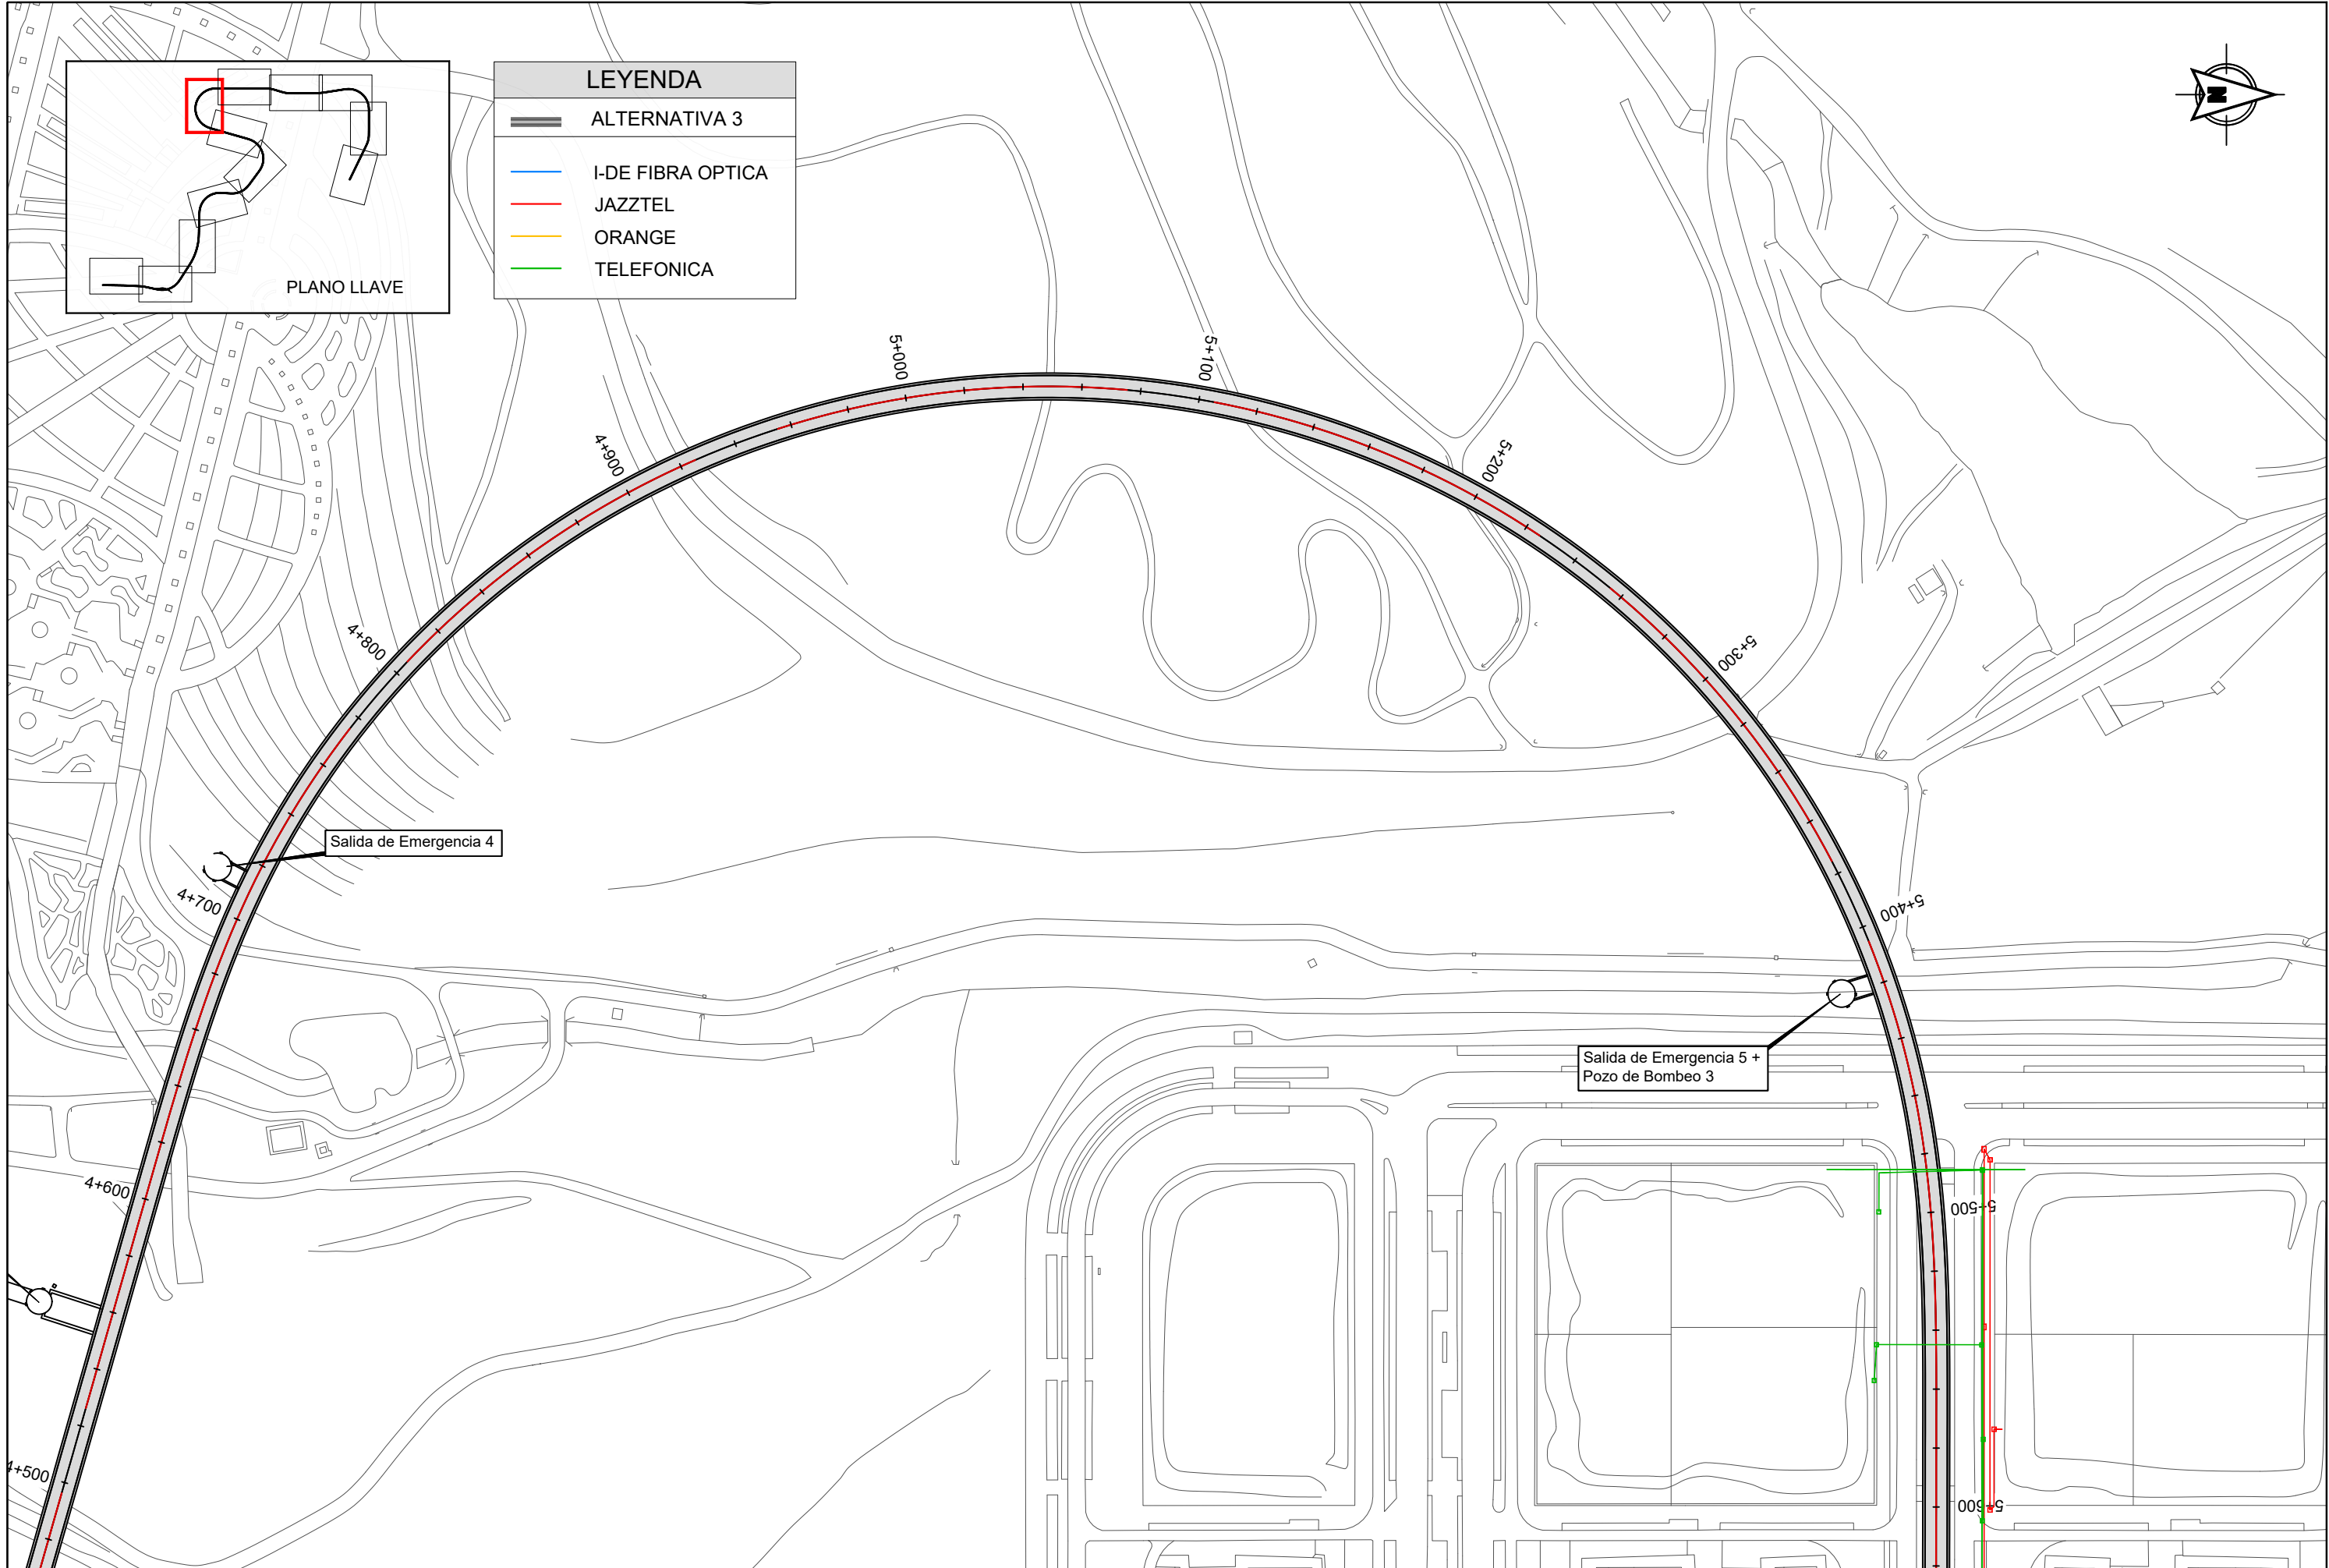 LEYENDA
ALTERNATIVA 3
I-DE FIBRA OPTICA
JAZZTEL
ORANGE
TELEFONICA
PLANO LLAVE
N
5+000
5+100
4+900
5+200
4+800
5+300
Salida de Emergencia 4
4+700
5+400
Salida de Emergencia 5 +
Pozo de Bombeo 3
4+600
5+500
4+500
5+600